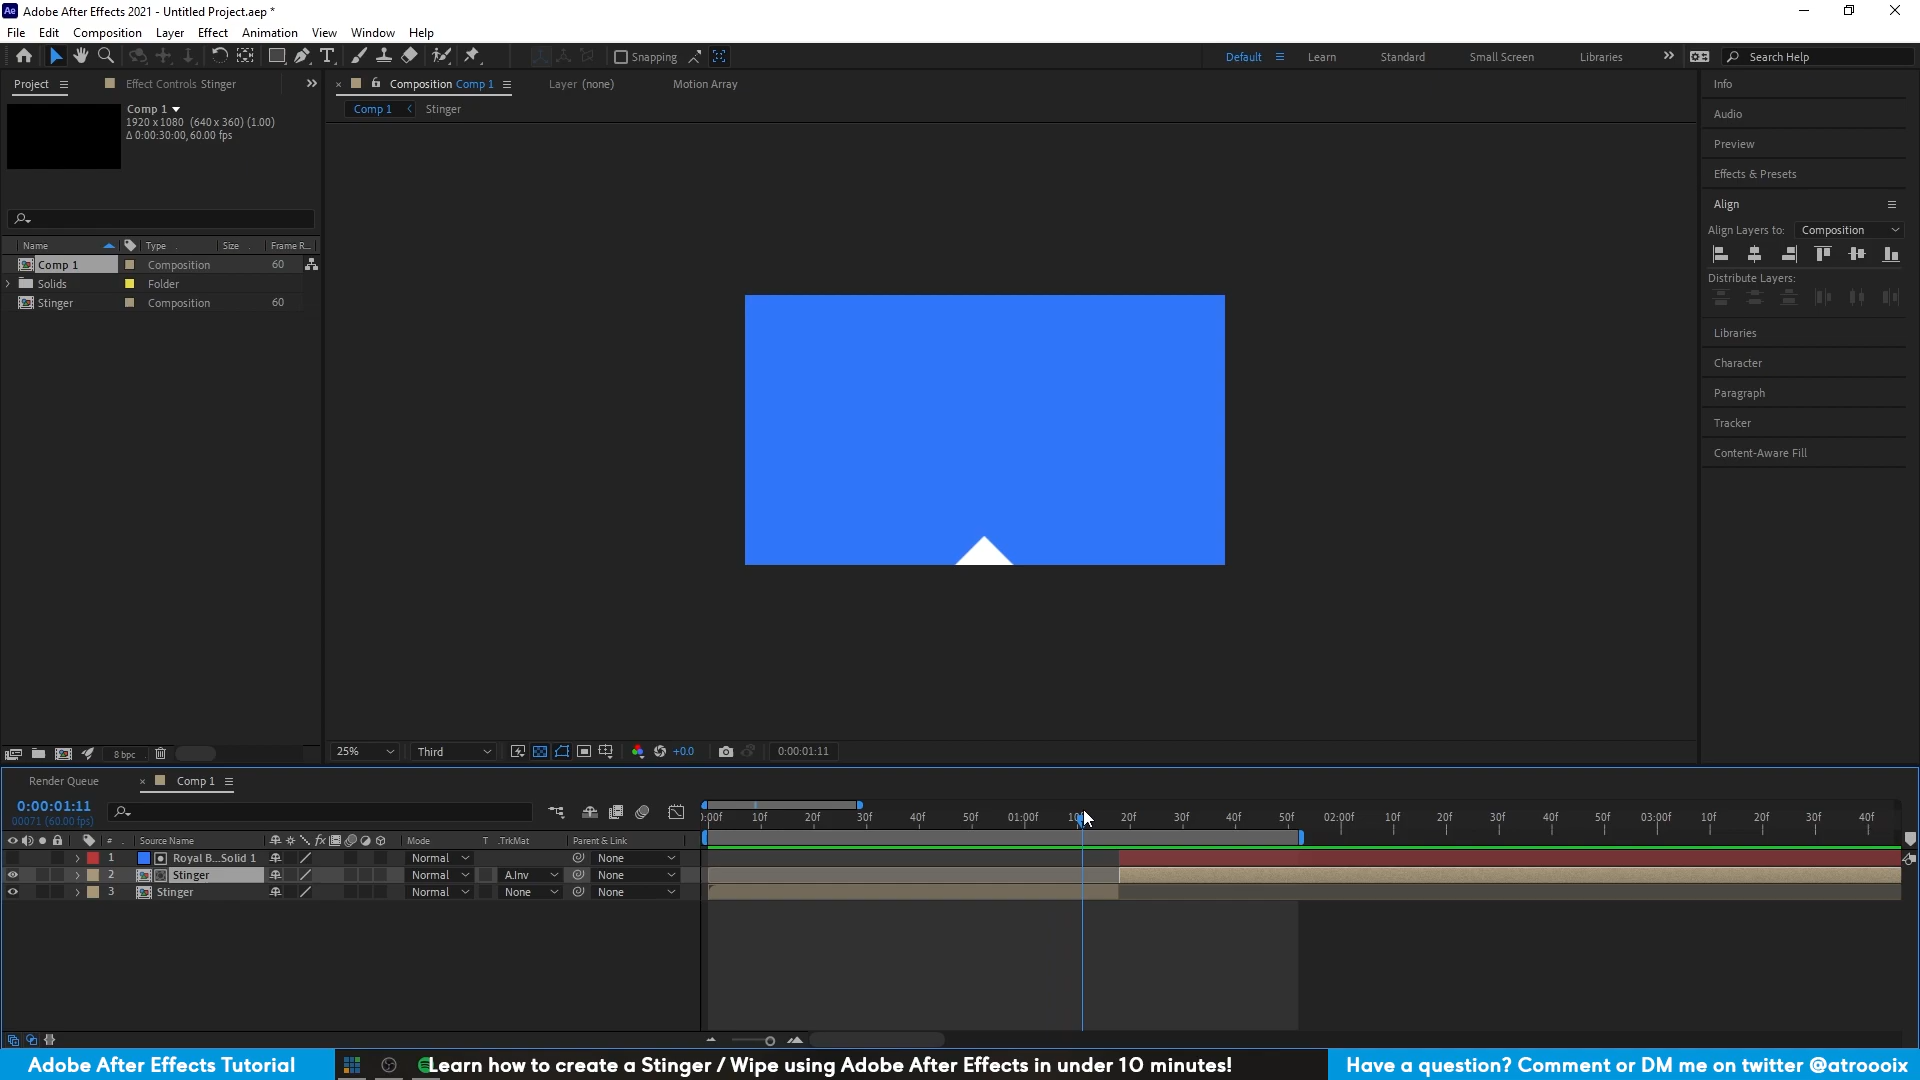 Adobe After Effects 2021 - Untitled Project.aep *
File Edit Composition Layer Effect Animation View Window Help
Snapping
Default Learn Standard Small Screen Libraries Search Help
Project Effect Controls Stinger
Composition Comp 1 Layer (none) Motion Array
Comp 1 Stinger
Comp 1
1920 x 1080 (640 x 360) (1.00)
Δ 0:00:30:00, 60.00 fps
Name Type Size Frame R...
Comp 1 Composition 60
Solids Folder
Stinger Composition 60
8 bpc
25% Third +0.0 0:00:01:11
Info
Audio
Preview
Effects & Presets
Align
Align Layers to: Composition
Distribute Layers:
Libraries
Character
Paragraph
Tracker
Content-Aware Fill
Render Queue Comp 1
0:00:01:11
00071 (60.00 fps)
# Source Name Mode T .TrkMat Parent & Link
1 Royal B...Solid 1 Normal None
2 Stinger Normal A.Inv None
3 Stinger Normal None None
:00f 10f 20f 30f 40f 50f 01:00f 10f 20f 30f 40f 50f 02:00f 10f 20f 30f 40f 50f 03:00f 10f 20f 30f 40f
Adobe After Effects Tutorial
Learn how to create a Stinger / Wipe using Adobe After Effects in under 10 minutes!
Have a question? Comment or DM me on twitter @atroooix